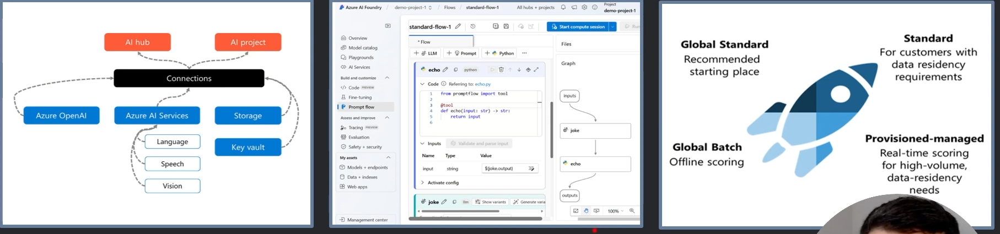 AI hub
AI project
Connections
Azure OpenAI
Azure AI Services
Storage
Language
Key vault
Speech
Vision
Azure AI Foundry / demo-project-1 / Flows / standard-flow-1
All hubs + projects
Project
demo-project-1
standard-flow-1
Start compute session
Run
Overview
Model catalog
Playgrounds
AI Services
Build and customize
Code PREVIEW
Fine-tuning
Prompt flow
Assess and improve
Tracing PREVIEW
Evaluation
Safety + security
My assets
Models + endpoints
Data + indexes
Web apps
Management center
* Flow
+ LLM + Prompt + Python ...
echo python
Code Referring to: echo.py
1 from promptflow import tool
2
3 @tool
4 def echo(input: str) -> str:
5 return input
6
Inputs Validate and parse input
Name Type Value
input string ${joke.output}
Activate config
joke llm Show variants Generate varia
Files
Graph
inputs
joke
echo
outputs
100%
Global Standard
Recommended
starting place
Standard
For customers with
data residency
requirements
Global Batch
Offline scoring
Provisioned-managed
Real-time scoring
for high-volume,
data-residency
needs